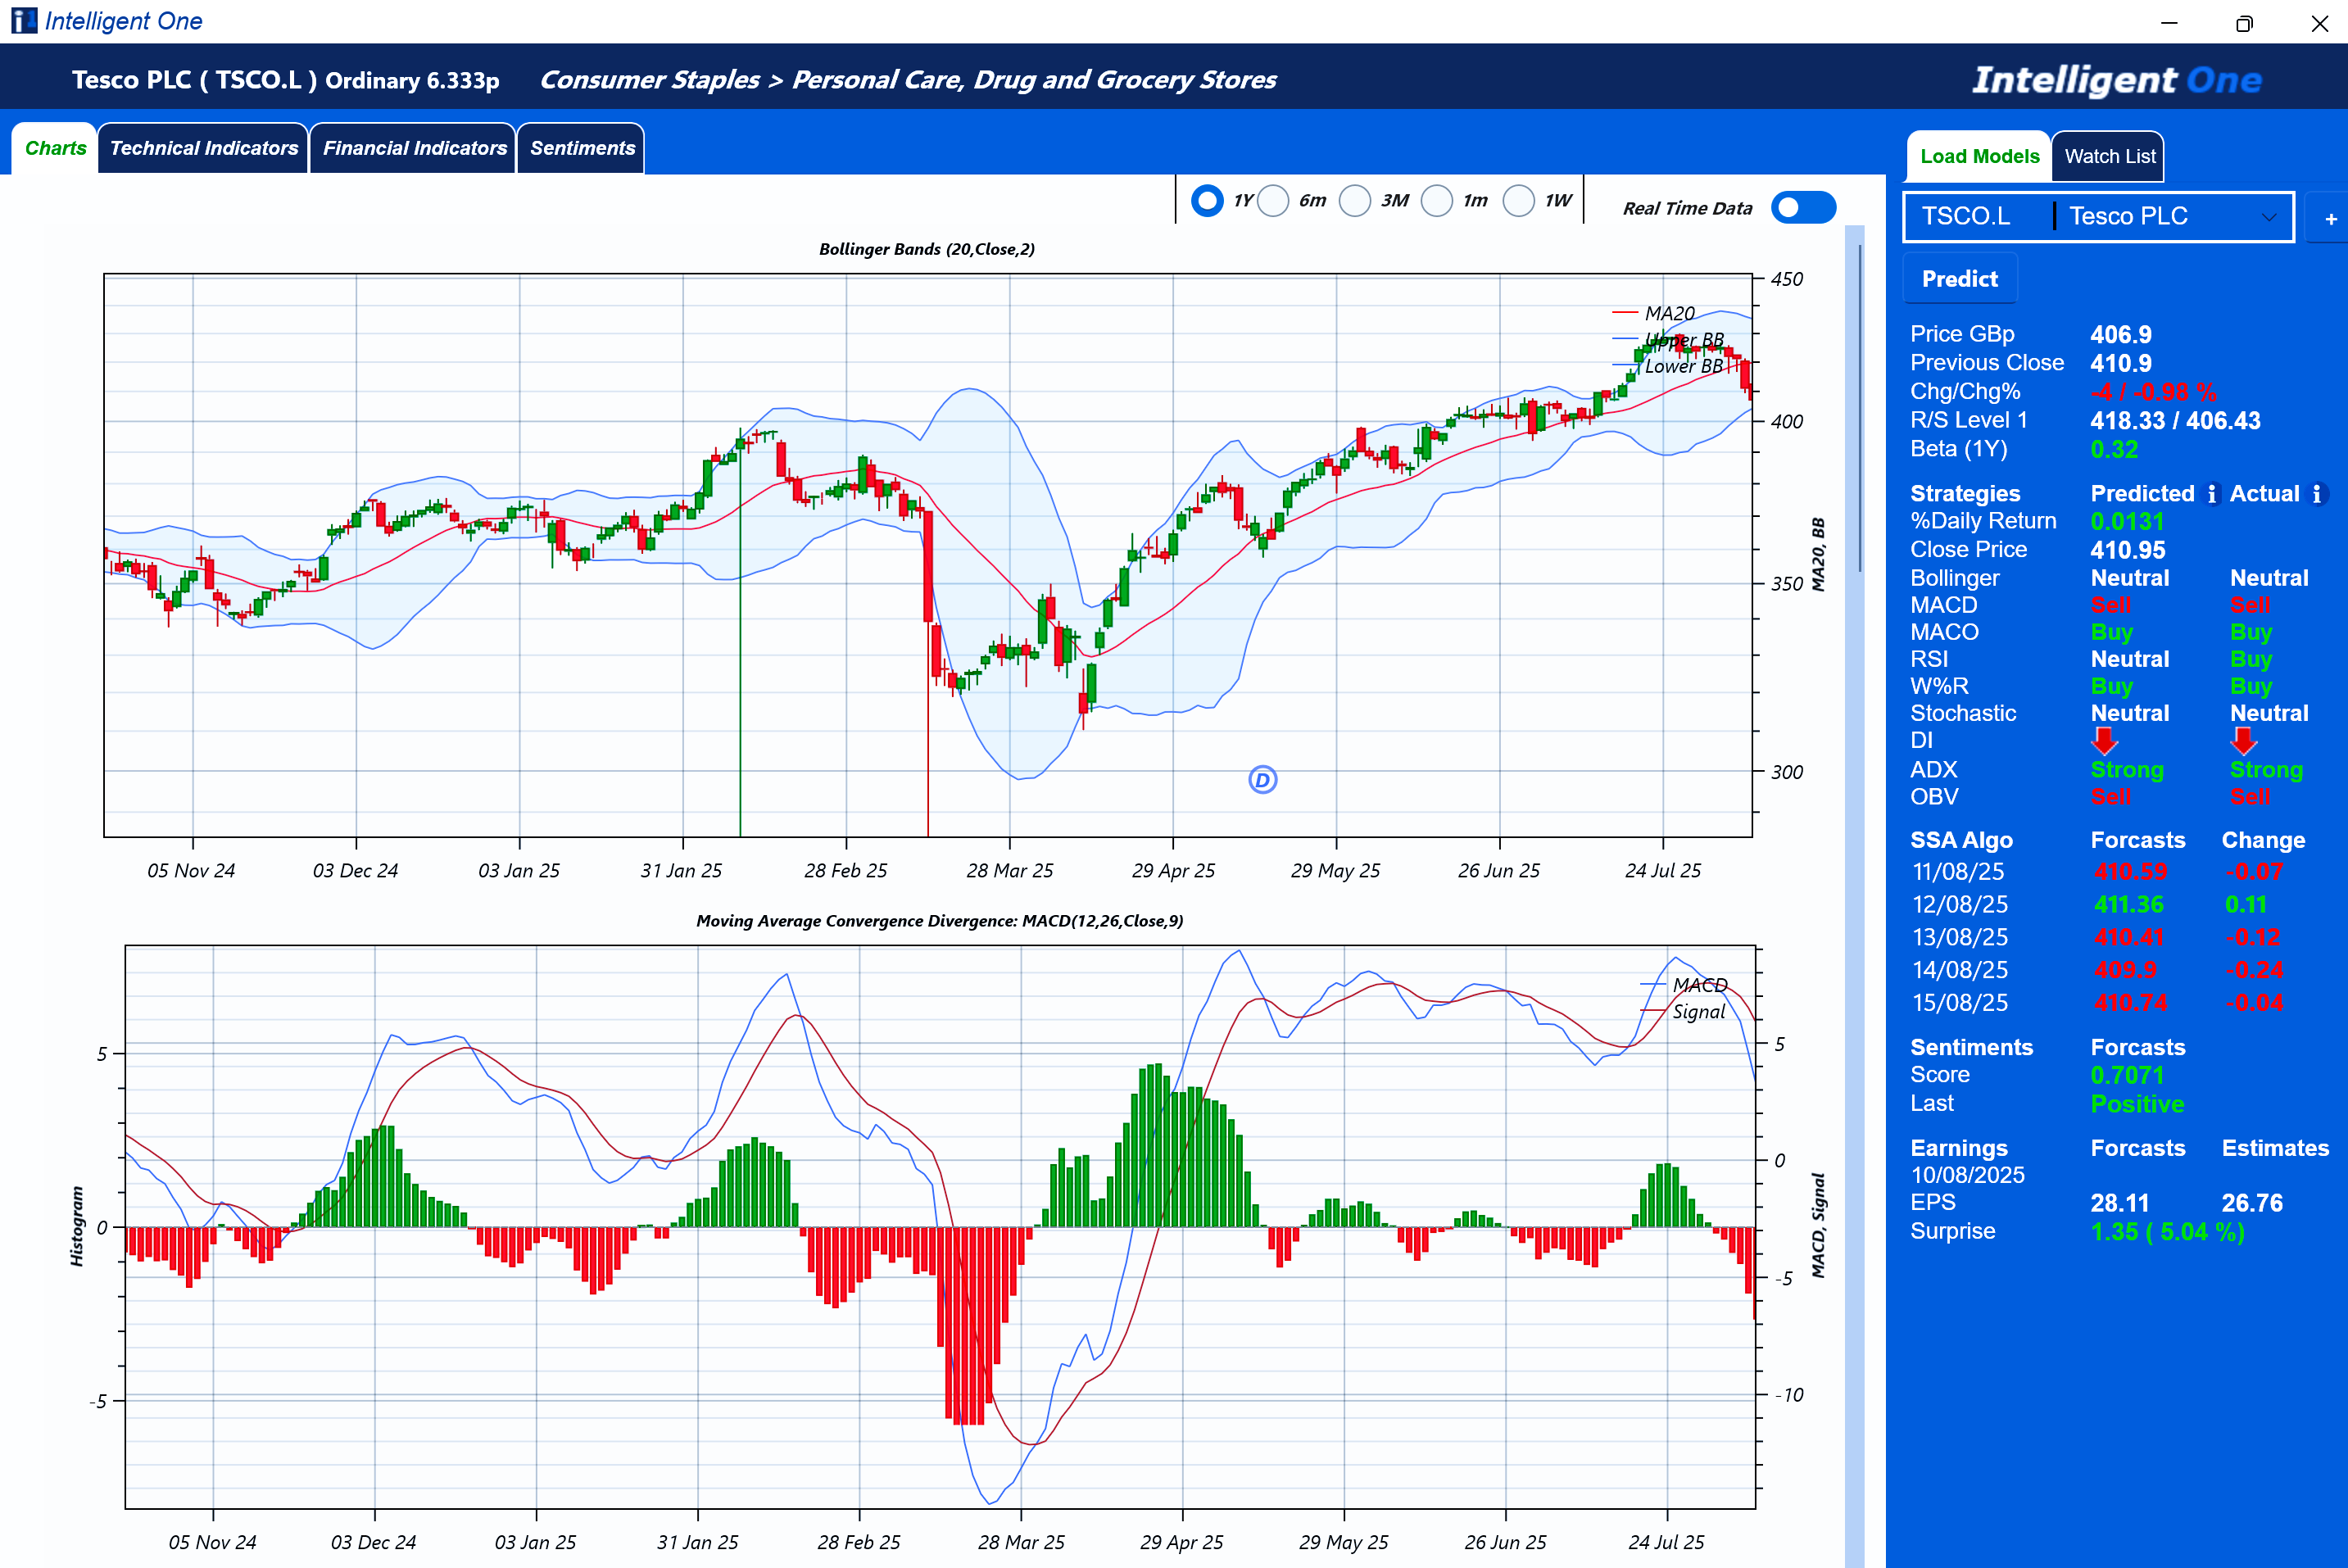 Intelligent One
Tesco PLC ( TSCO.L ) Ordinary 6.333p Consumer Staples > Personal Care, Drug and Grocery Stores
Intelligent One
Charts Technical Indicators Financial Indicators Sentiments
1Y 6m 3M 1m 1W Real Time Data
Bollinger Bands (20,Close,2)
MA20
Upper BB
Lower BB
450
400
350
300
MA20, BB
D
05 Nov 24 03 Dec 24 03 Jan 25 31 Jan 25 28 Feb 25 28 Mar 25 29 Apr 25 29 May 25 26 Jun 25 24 Jul 25
Moving Average Convergence Divergence: MACD(12,26,Close,9)
MACD
Signal
5
0
-5
Histogram
5
0
-5
-10
MACD, Signal
05 Nov 24 03 Dec 24 03 Jan 25 31 Jan 25 28 Feb 25 28 Mar 25 29 Apr 25 29 May 25 26 Jun 25 24 Jul 25
Load Models Watch List
TSCO.L Tesco PLC +
Predict
Price GBp 406.9
Previous Close 410.9
Chg/Chg% -4 / -0.98 %
R/S Level 1 418.33 / 406.43
Beta (1Y) 0.32
Strategies Predicted i Actual i
%Daily Return 0.0131
Close Price 410.95
Bollinger Neutral Neutral
MACD Sell Sell
MACO Buy Buy
RSI Neutral Buy
W%R Buy Buy
Stochastic Neutral Neutral
DI
ADX Strong Strong
OBV Sell Sell
SSA Algo Forcasts Change
11/08/25 410.59 -0.07
12/08/25 411.36 0.11
13/08/25 410.41 -0.12
14/08/25 409.9 -0.24
15/08/25 410.74 -0.04
Sentiments Forcasts
Score 0.7071
Last Positive
Earnings Forcasts Estimates
10/08/2025
EPS 28.11 26.76
Surprise 1.35 ( 5.04 %)